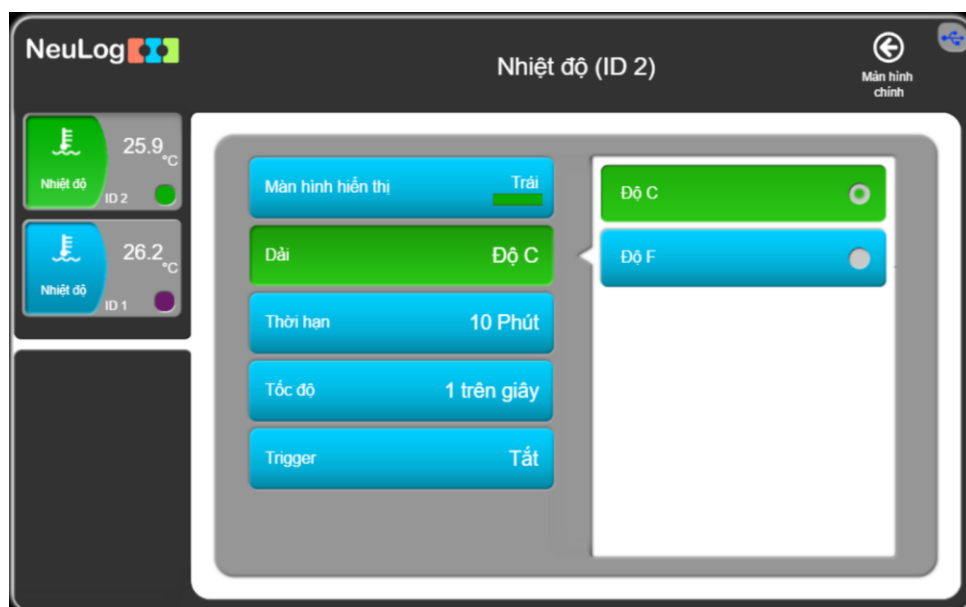 NeuLog
Nhiệt độ (ID 2)
Màn hình
chính
25.9 °C
Nhiệt độ
ID 2
26.2 °C
Nhiệt độ
ID 1
Màn hình hiển thị Trái
Dải Độ C
Thời hạn 10 Phút
Tốc độ 1 trên giây
Trigger Tắt
Độ C
Độ F